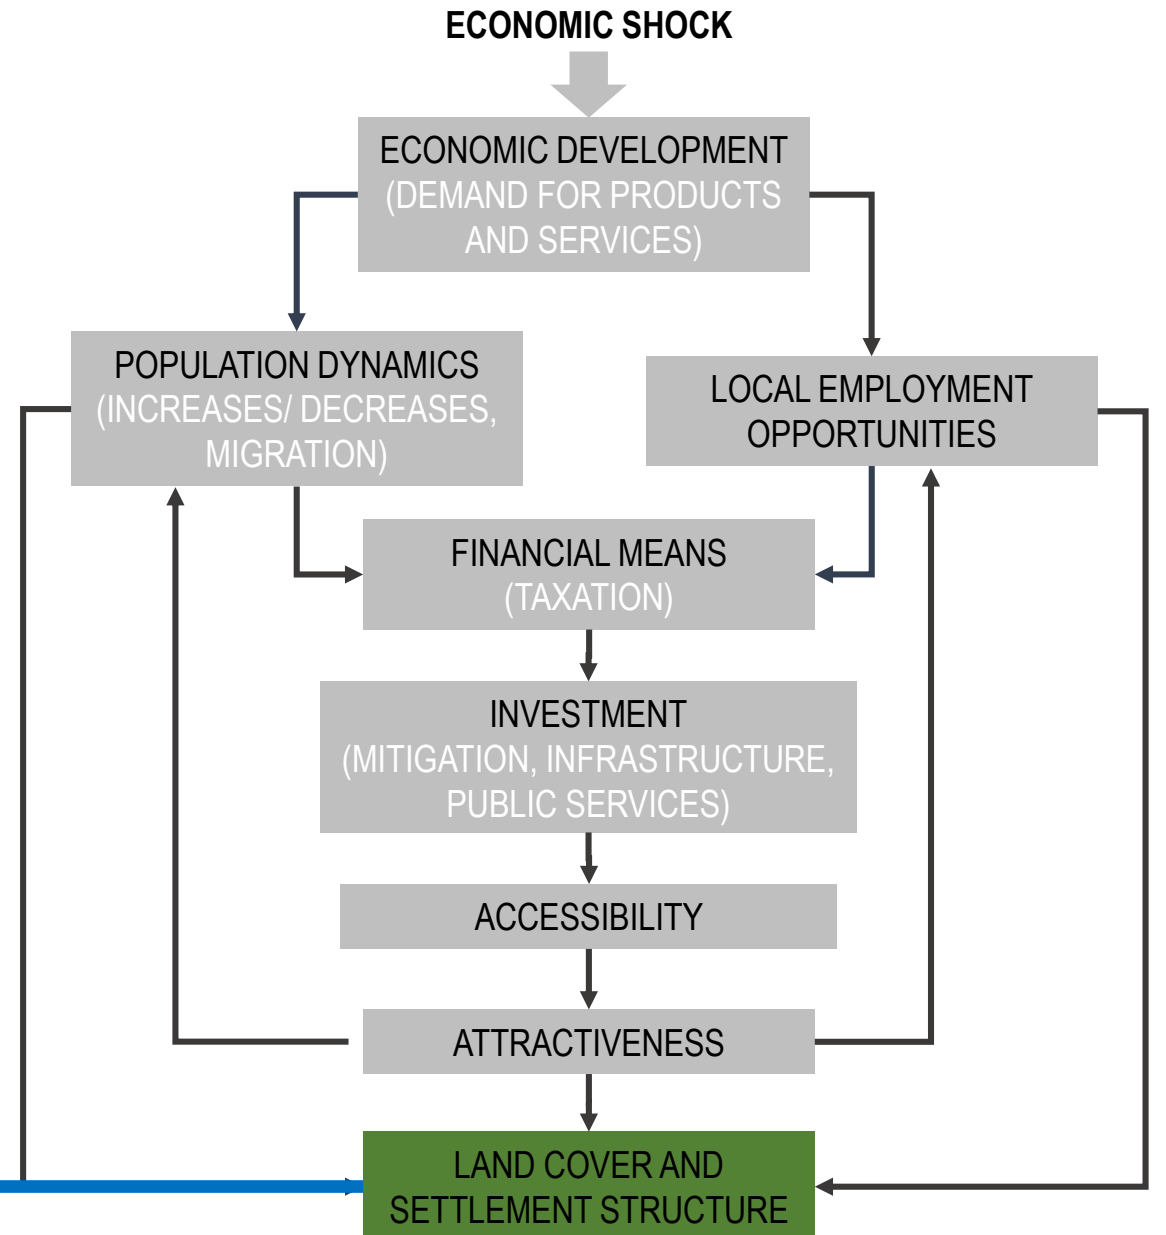 ECONOMIC SHOCK
ECONOMIC DEVELOPMENT
(DEMAND FOR PRODUCTS
AND SERVICES)
POPULATION DYNAMICS
(INCREASES/ DECREASES,
MIGRATION)
LOCAL EMPLOYMENT
OPPORTUNITIES
FINANCIAL MEANS
(TAXATION)
INVESTMENT
(MITIGATION, INFRASTRUCTURE,
PUBLIC SERVICES)
ACCESSIBILITY
ATTRACTIVENESS
LAND COVER AND
SETTLEMENT STRUCTURE